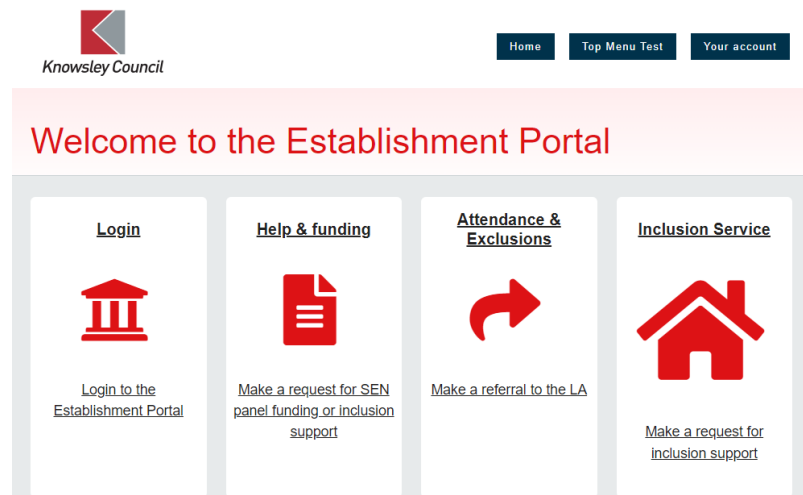 Knowsley Council
Home
Top Menu Test
Your account
Welcome to the Establishment Portal
Login
Login to the
Establishment Portal
Help & funding
Make a request for SEN
panel funding or inclusion
support
Attendance &
Exclusions
Make a referral to the LA
Inclusion Service
Make a request for
inclusion support